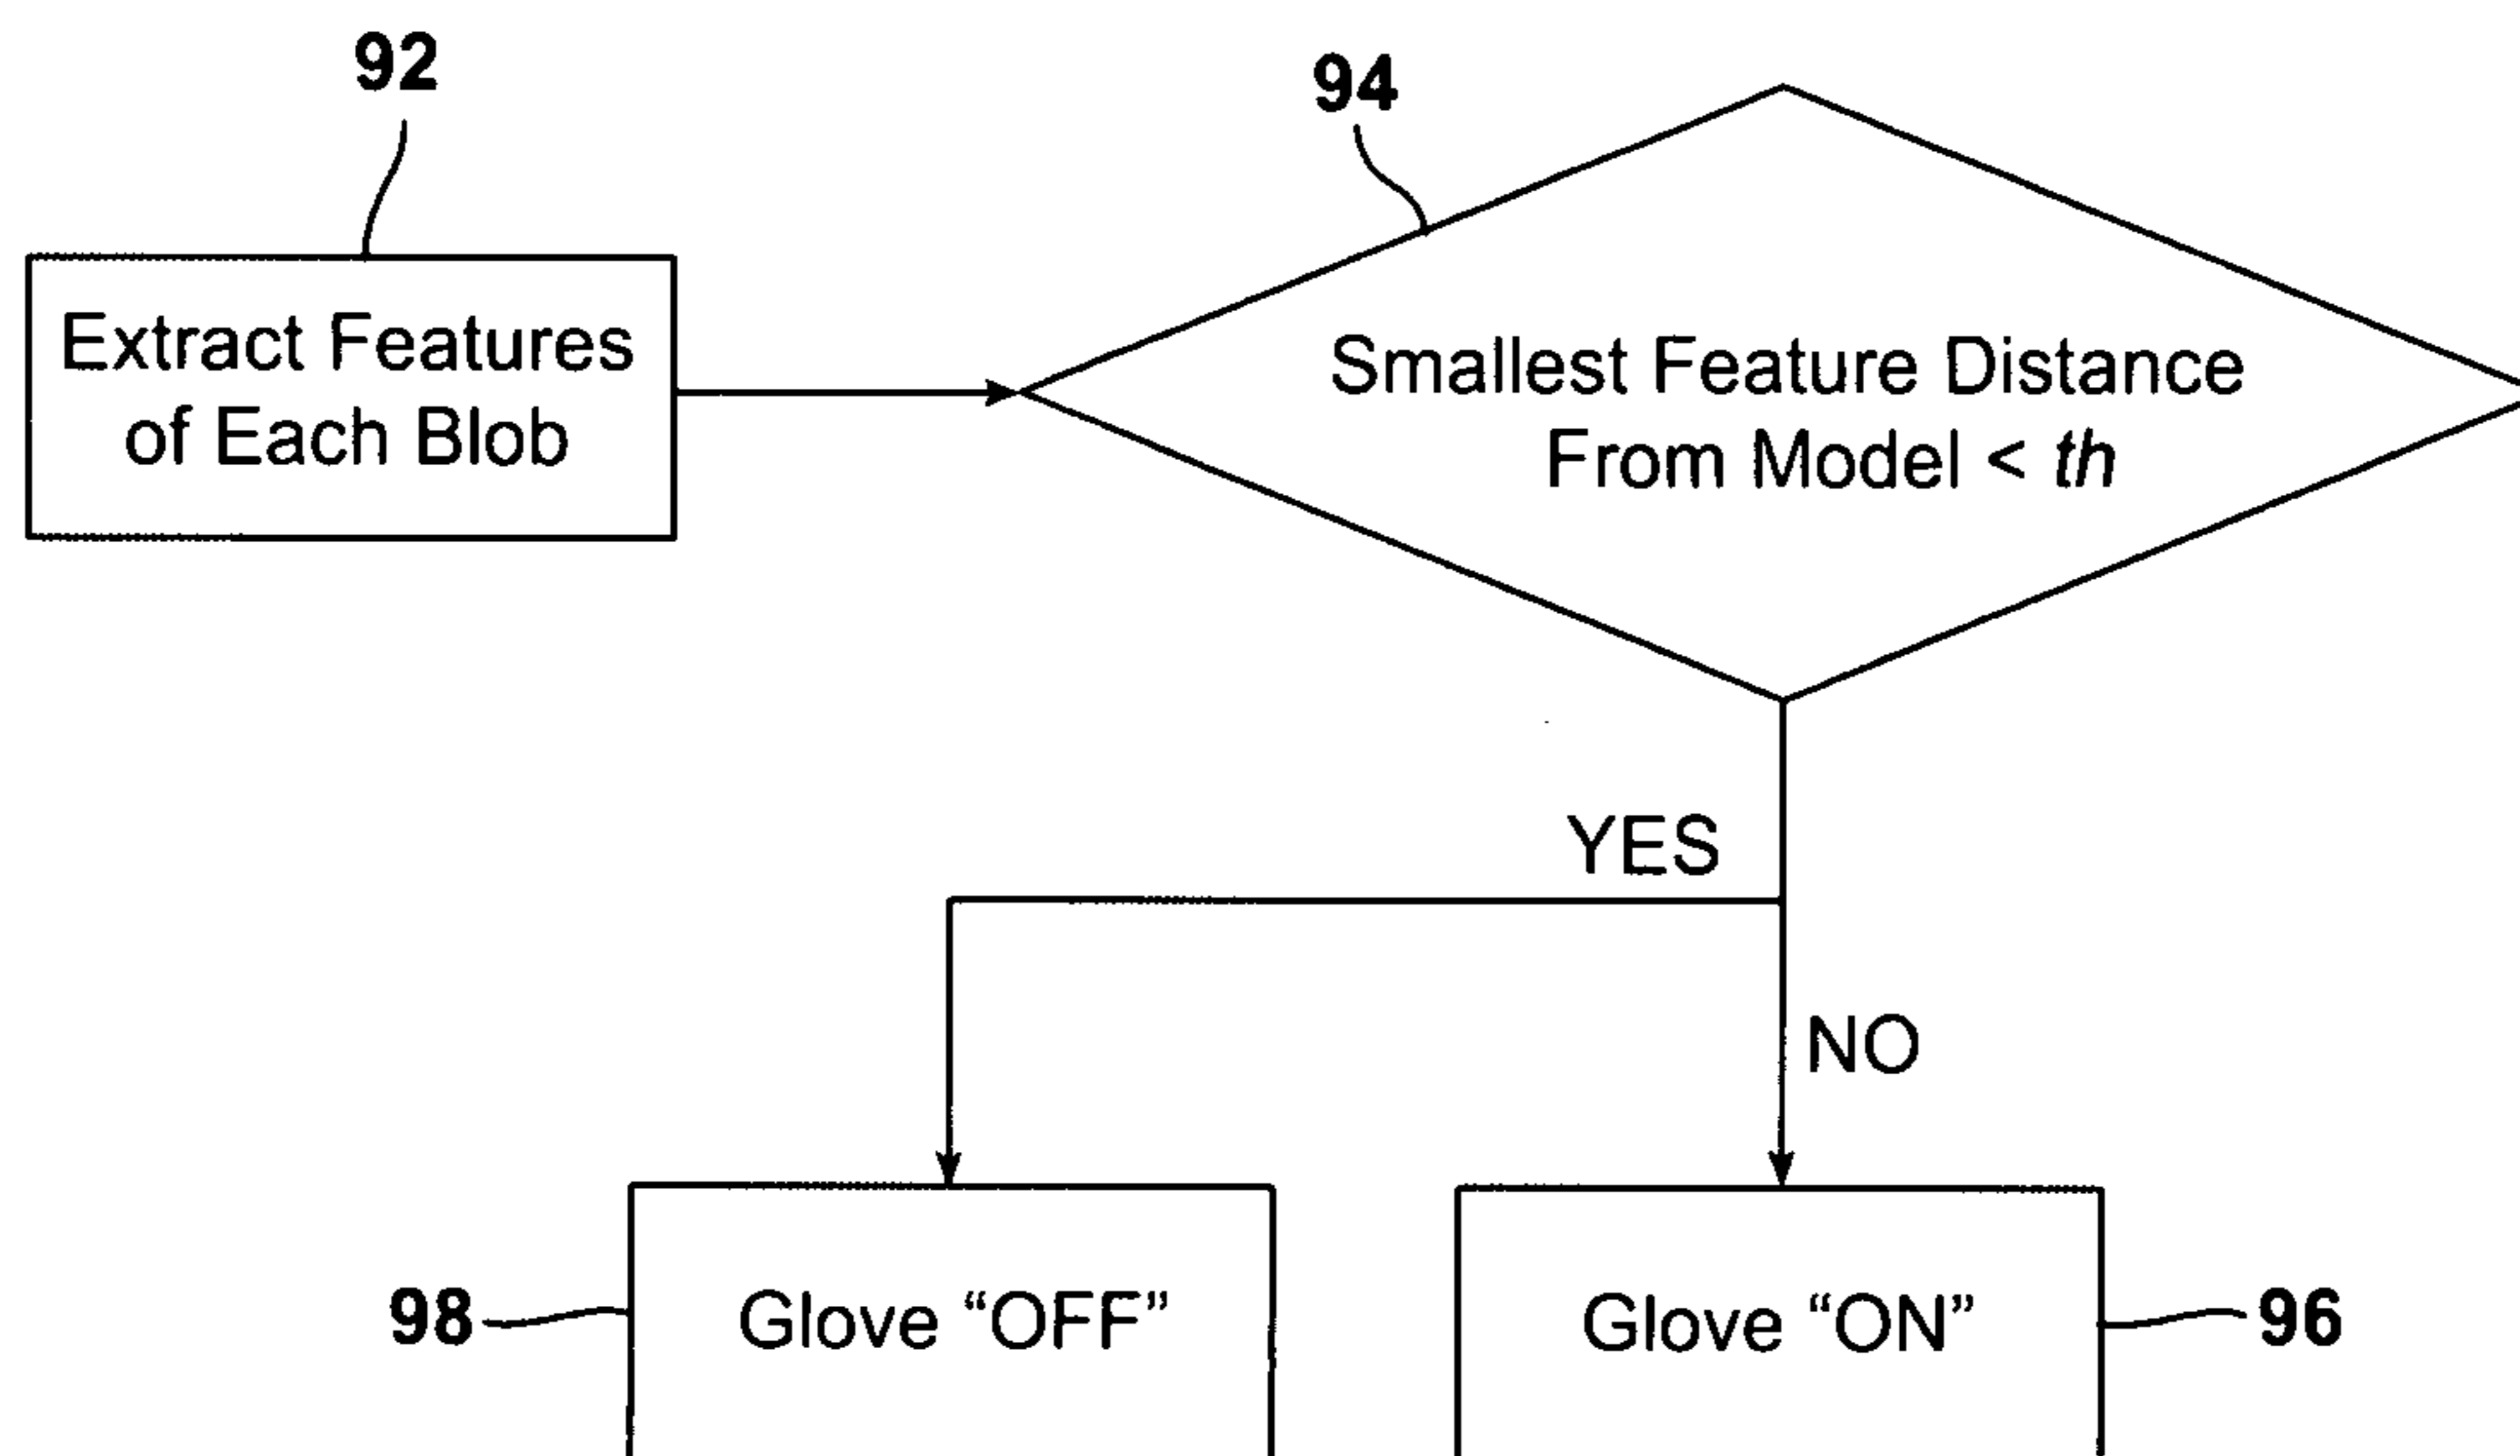 92
94
Extract Features
of Each Blob
Smallest Feature Distance
From Model < th
YES
NO
98
Glove “OFF”
Glove “ON”
96